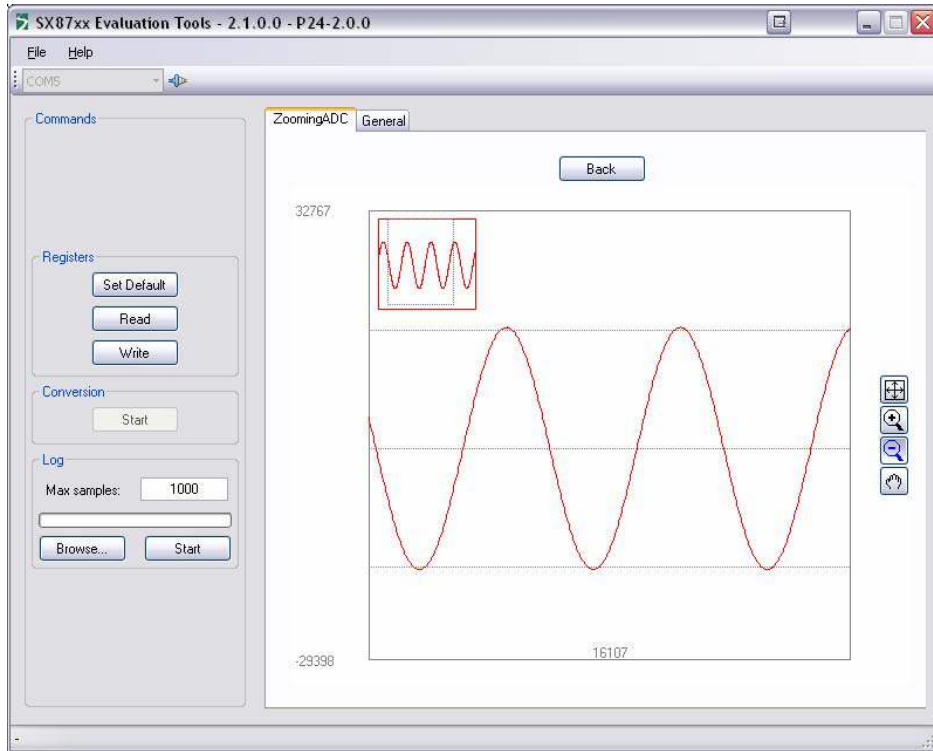 SX87xx Evaluation Tools - 2.1.0.0 - P24-2.0.0
File Help
COM5
Commands
Registers
Set Default
Read
Write
Conversion
Start
Log
Max samples: 1000
Browse... Start
ZoomingADC General
Back
32767
-29398
16107
-